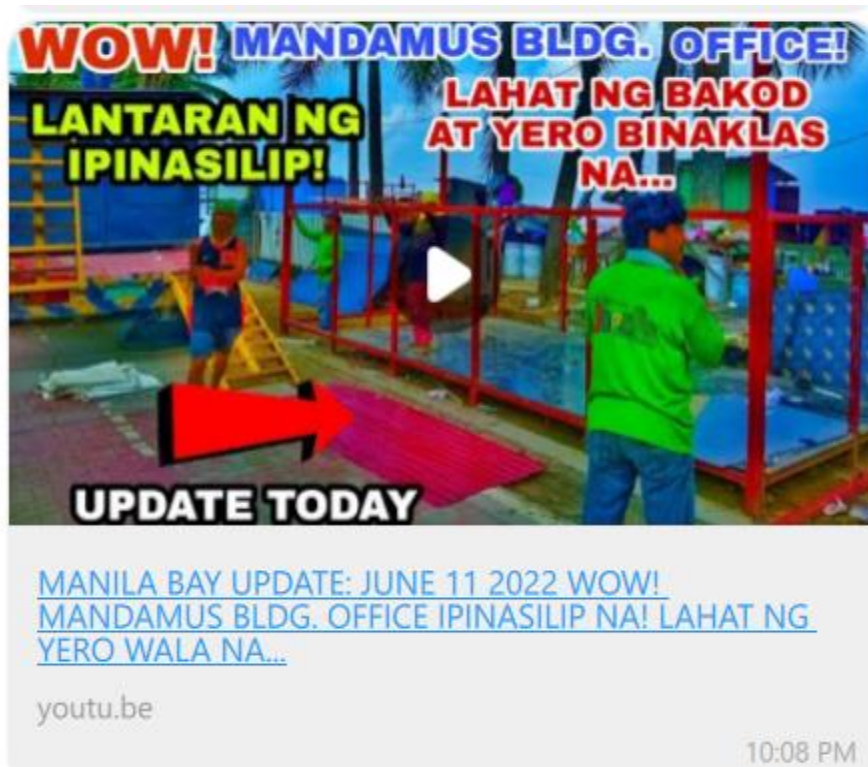 WOW! MANDAMUS BLDG. OFFICE!
LANTARAN NG
IPINASILIP!
LAHAT NG BAKOD
AT YERO BINAKLAS
NA...
UPDATE TODAY
MANILA BAY UPDATE: JUNE 11 2022 WOW!
MANDAMUS BLDG. OFFICE IPINASILIP NA! LAHAT NG
YERO WALA NA...
youtu.be
10:08 PM